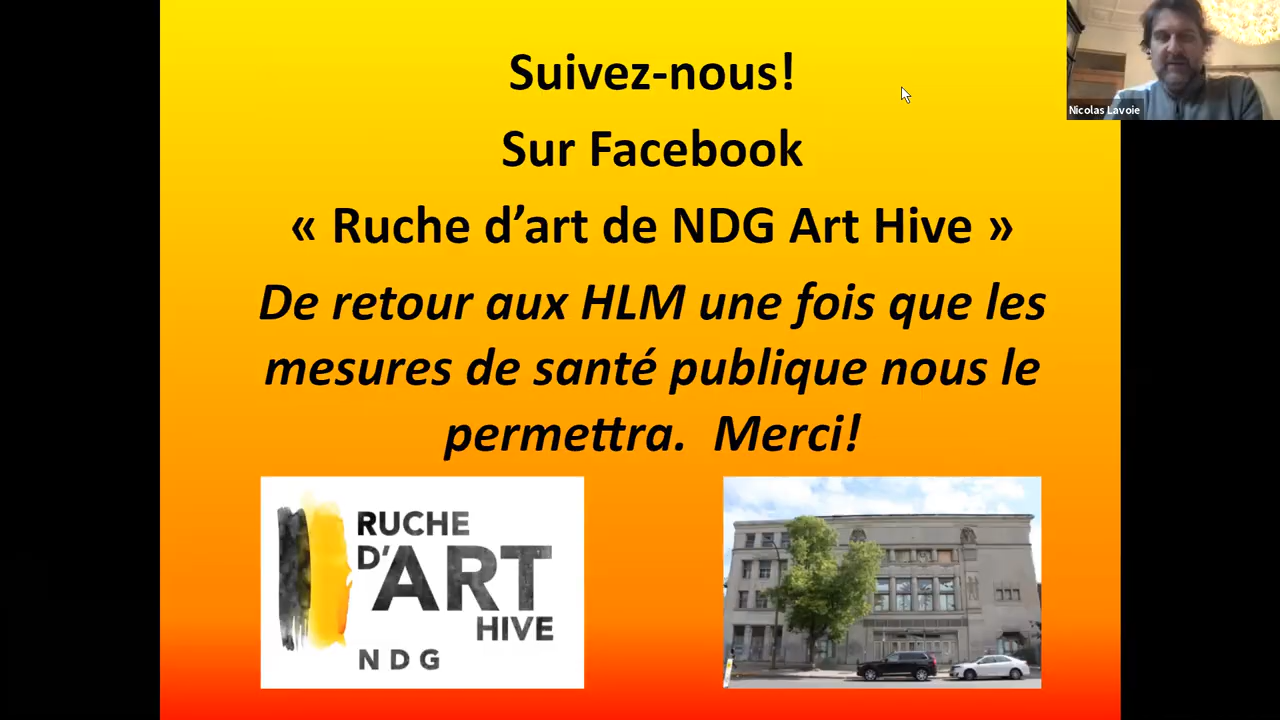 Suivez-nous!
Sur Facebook
« Ruche d’art de NDG Art Hive »
De retour aux HLM une fois que les
mesures de santé publique nous le
permettra.  Merci!
RUCHE
D’ART
HIVE
NDG
Nicolas Lavoie